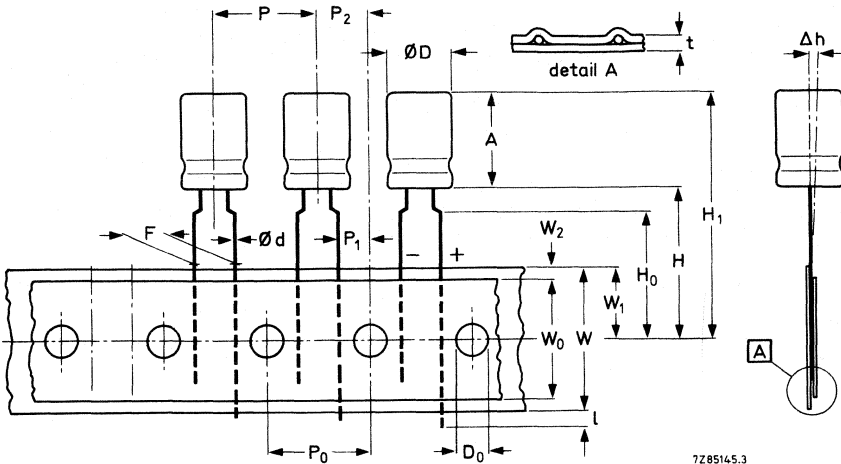 P
P₂
ØD
t
detail A
Δh
A
H₁
H
F
Ød
P₁
−
+
W₂
H₀
W₁
W₀
W
l
P₀
D₀
A
7Z85145.3